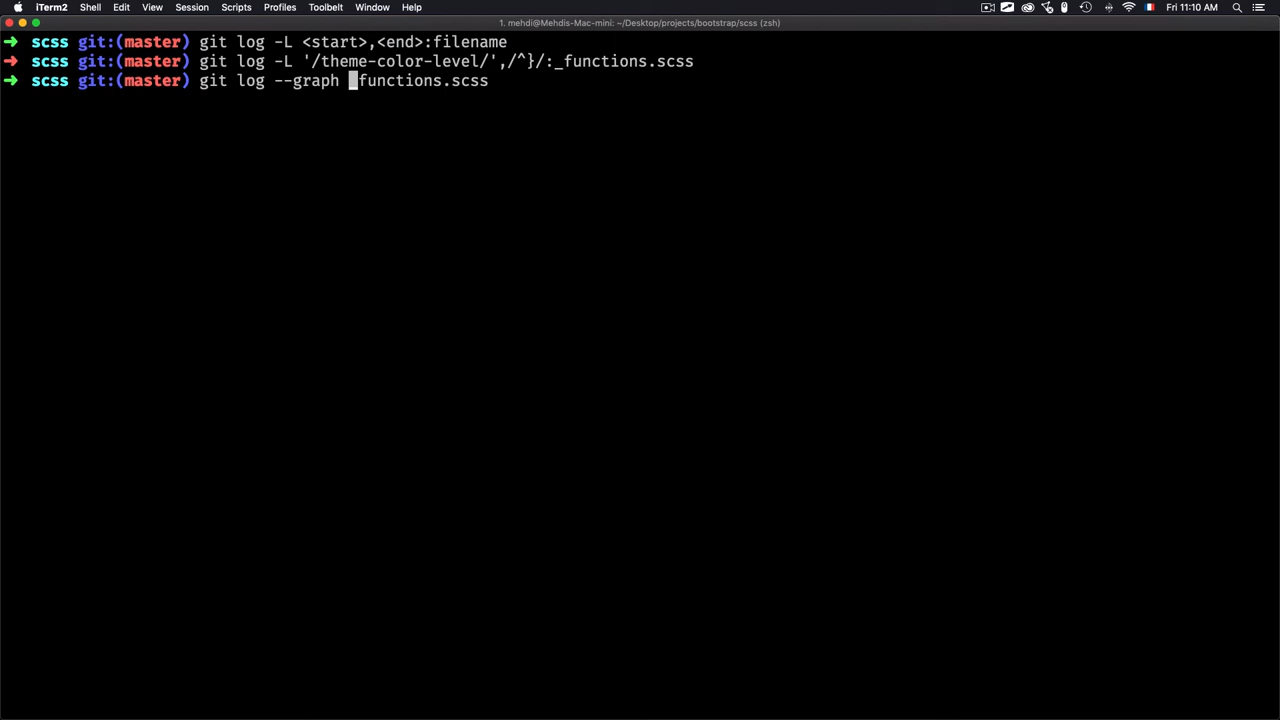 iTerm2 Shell Edit View Session Scripts Profiles Toolbelt Window Help Fri 11:10 AM
1. mehdi@Mehdis-Mac-mini: ~/Desktop/projects/bootstrap/scss (zsh)
➜ scss git:(master) git log -L <start>,<end>:filename
➜ scss git:(master) git log -L '/theme-color-level/',/^}/:_functions.scss
➜ scss git:(master) git log --graph _functions.scss